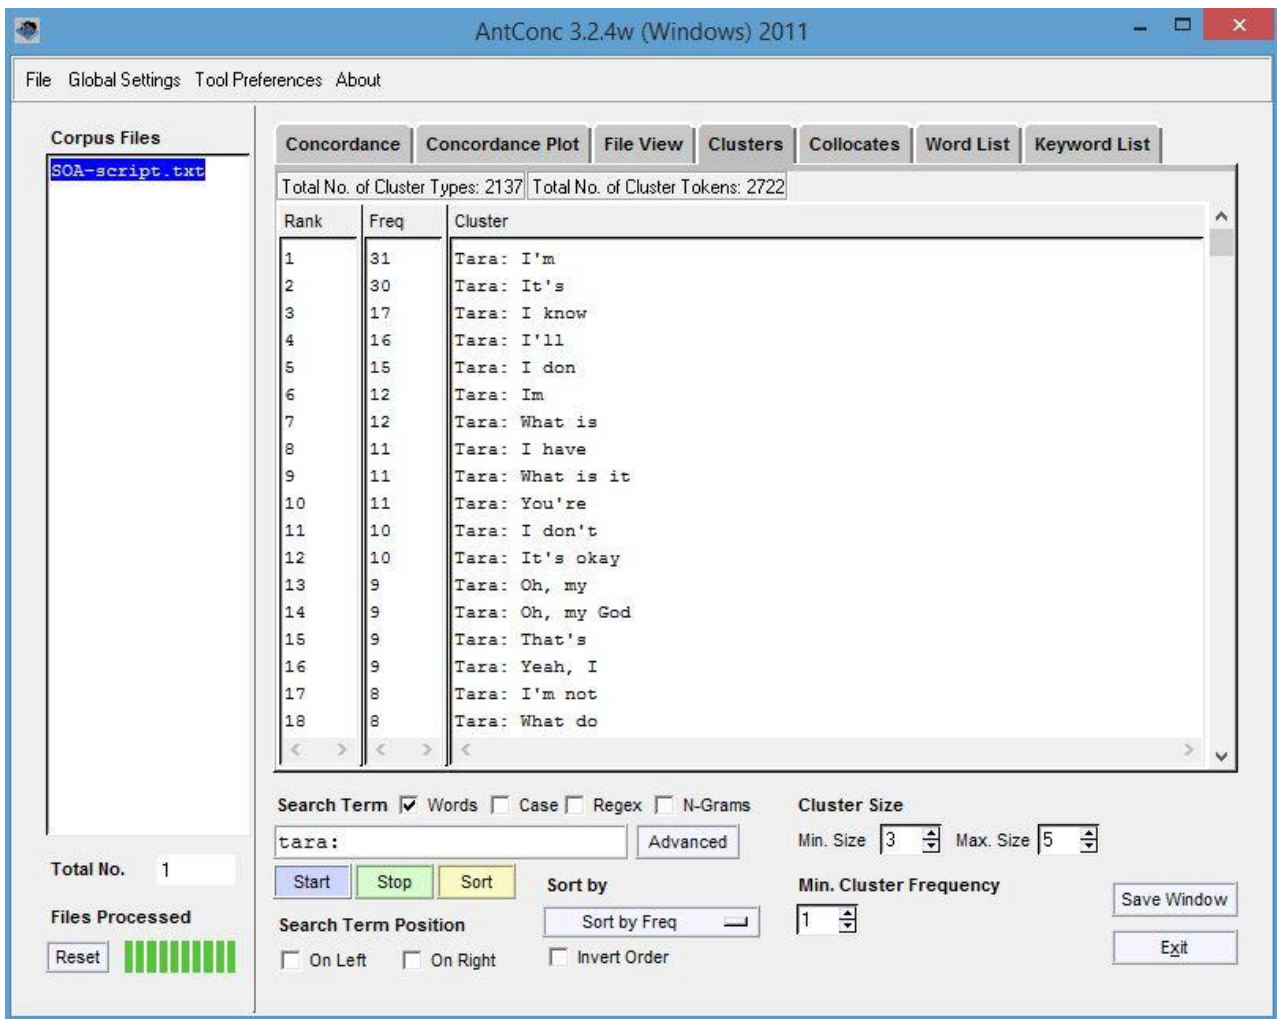 AntConc 3.2.4w (Windows) 2011
File Global Settings Tool Preferences About
Corpus Files
SOA-script.txt
Concordance Concordance Plot File View Clusters Collocates Word List Keyword List
Total No. of Cluster Types: 2137 Total No. of Cluster Tokens: 2722
Rank Freq Cluster
1 31 Tara: I'm
2 30 Tara: It's
3 17 Tara: I know
4 16 Tara: I'll
5 15 Tara: I don
6 12 Tara: Im
7 12 Tara: What is
8 11 Tara: I have
9 11 Tara: What is it
10 11 Tara: You're
11 10 Tara: I don't
12 10 Tara: It's okay
13 9 Tara: Oh, my
14 9 Tara: Oh, my God
15 9 Tara: That's
16 9 Tara: Yeah, I
17 8 Tara: I'm not
18 8 Tara: What do
Search Term Words Case Regex N-Grams
tara: Advanced
Start Stop Sort
Search Term Position
On Left On Right
Sort by
Sort by Freq
Invert Order
Cluster Size
Min. Size 3 Max. Size 5
Min. Cluster Frequency
1
Save Window
Exit
Total No. 1
Files Processed
Reset